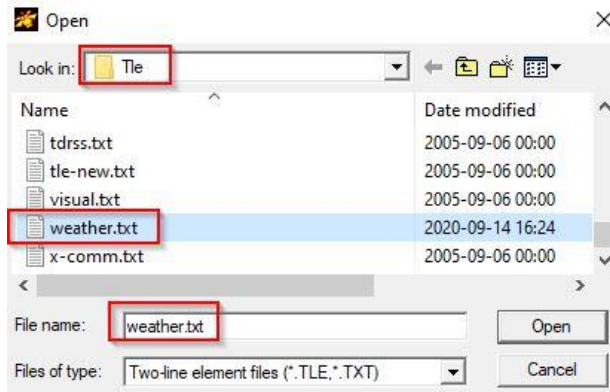 Open
Look in: Tle
Name Date modified
tdrss.txt 2005-09-06 00:00
tle-new.txt 2005-09-06 00:00
visual.txt 2005-09-06 00:00
weather.txt 2020-09-14 16:24
x-comm.txt 2005-09-06 00:00
File name: weather.txt Open
Files of type: Two-line element files (*.TLE,*.TXT) Cancel